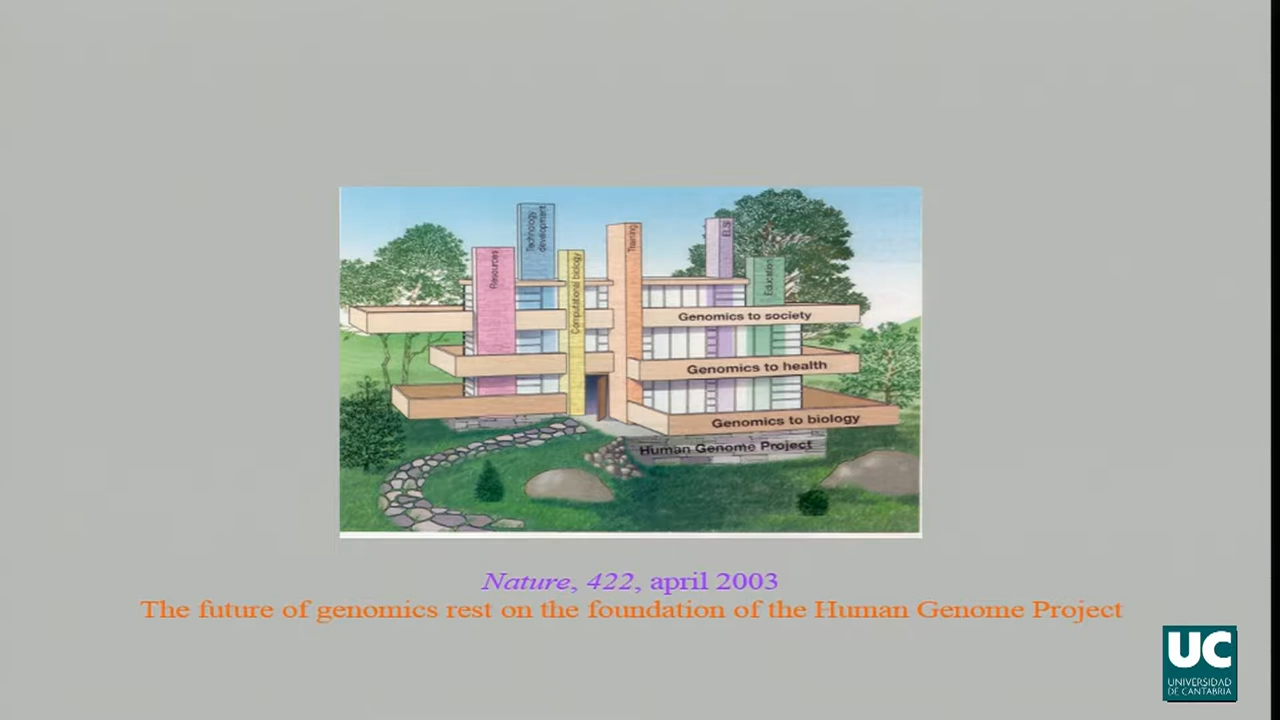 Technology
development
Resources
Computational biology
Training
ELSI
Education
Genomics to society
Genomics to health
Genomics to biology
Human Genome Project
Nature, 422, april 2003
The future of genomics rest on the foundation of the Human Genome Project
UC
UNIVERSIDAD
DE CANTABRIA